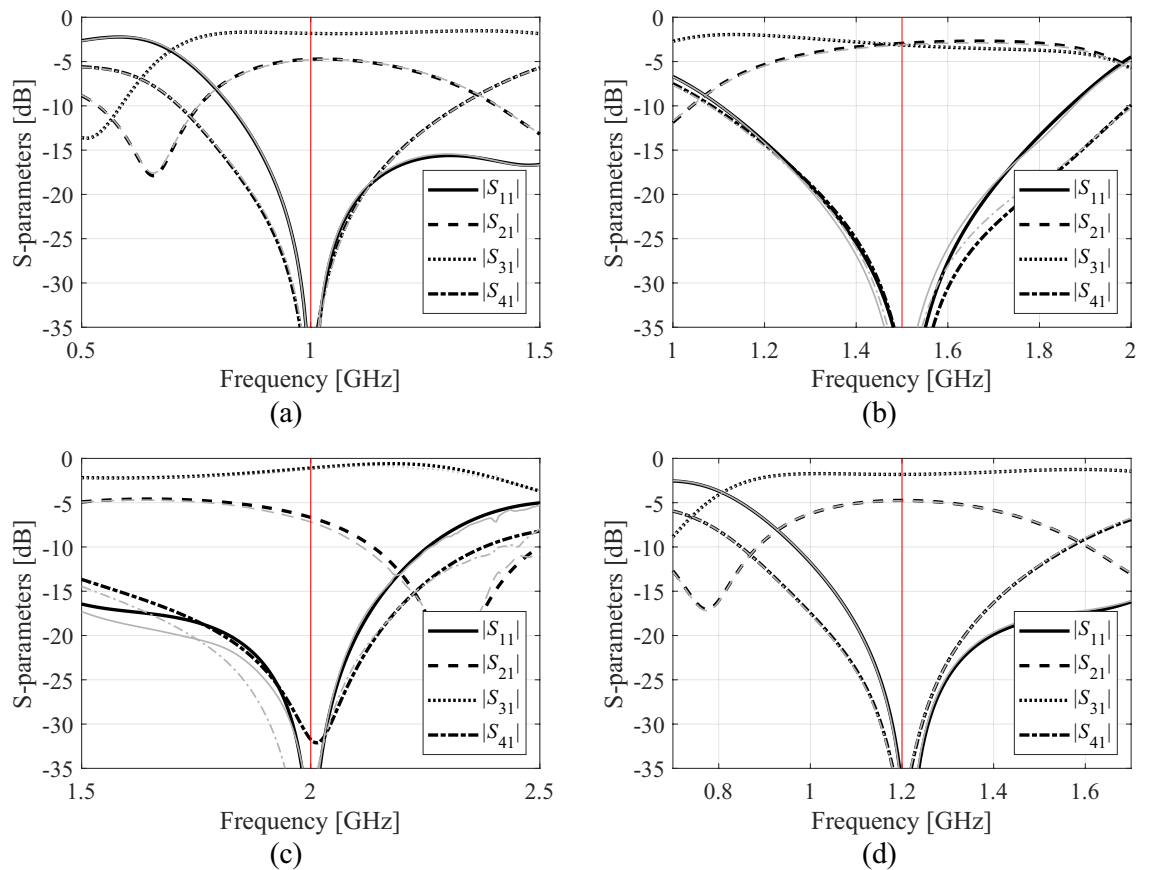 0
-5
-10
-15
-20
-25
-30
-35
S-parameters [dB]
|S11|
|S21|
|S31|
|S41|
0.5
1
1.5
Frequency [GHz]
(a)
0
-5
-10
-15
-20
-25
-30
-35
S-parameters [dB]
|S11|
|S21|
|S31|
|S41|
1
1.2
1.4
1.6
1.8
2
Frequency [GHz]
(b)
0
-5
-10
-15
-20
-25
-30
-35
S-parameters [dB]
|S11|
|S21|
|S31|
|S41|
1.5
2
2.5
Frequency [GHz]
(c)
0
-5
-10
-15
-20
-25
-30
-35
S-parameters [dB]
|S11|
|S21|
|S31|
|S41|
0.8
1
1.2
1.4
1.6
Frequency [GHz]
(d)